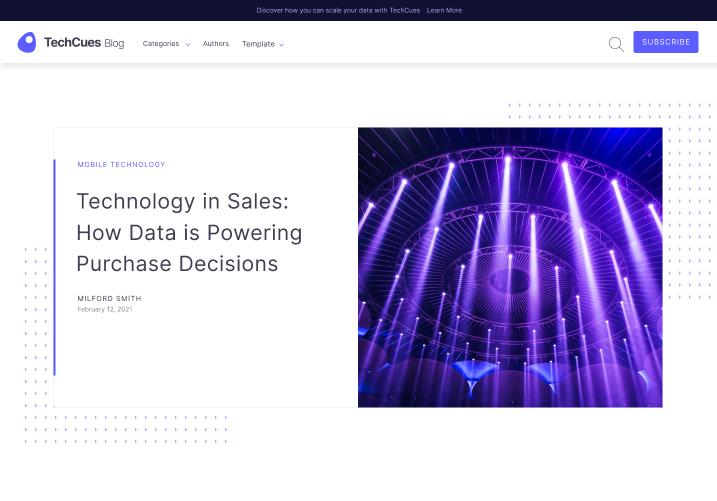 Discover how you can scale your data with TechCues Learn More
TechCues Blog Categories Authors Template SUBSCRIBE
MOBILE TECHNOLOGY
Technology in Sales:
How Data is Powering
Purchase Decisions
MILFORD SMITH
February 12, 2021